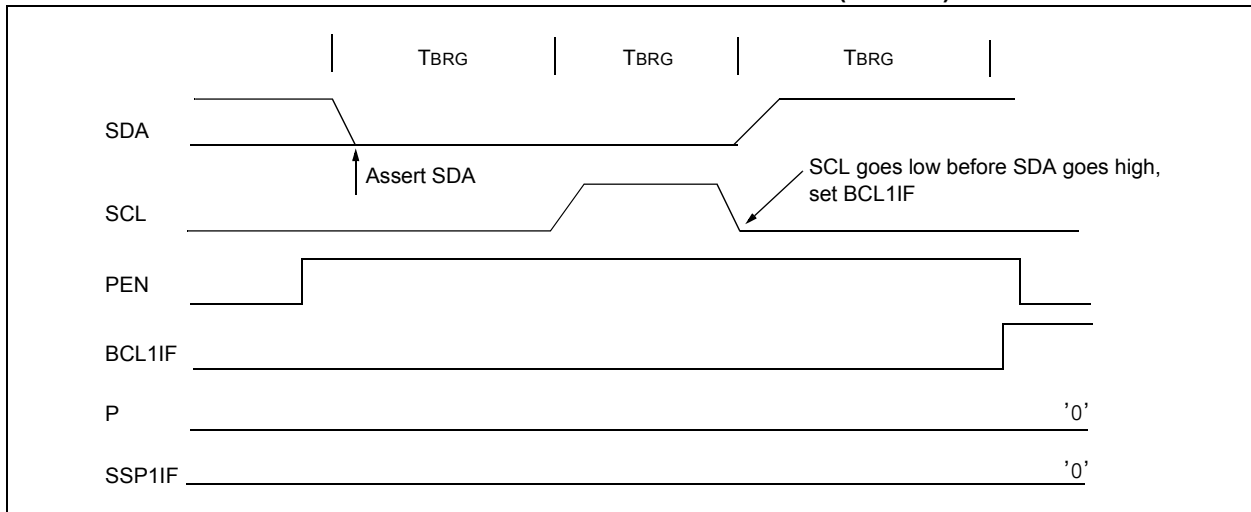 TBRG TBRG TBRG
SDA
Assert SDA
SCL goes low before SDA goes high,
set BCL1IF
SCL
PEN
BCL1IF
P '0'
SSP1IF '0'